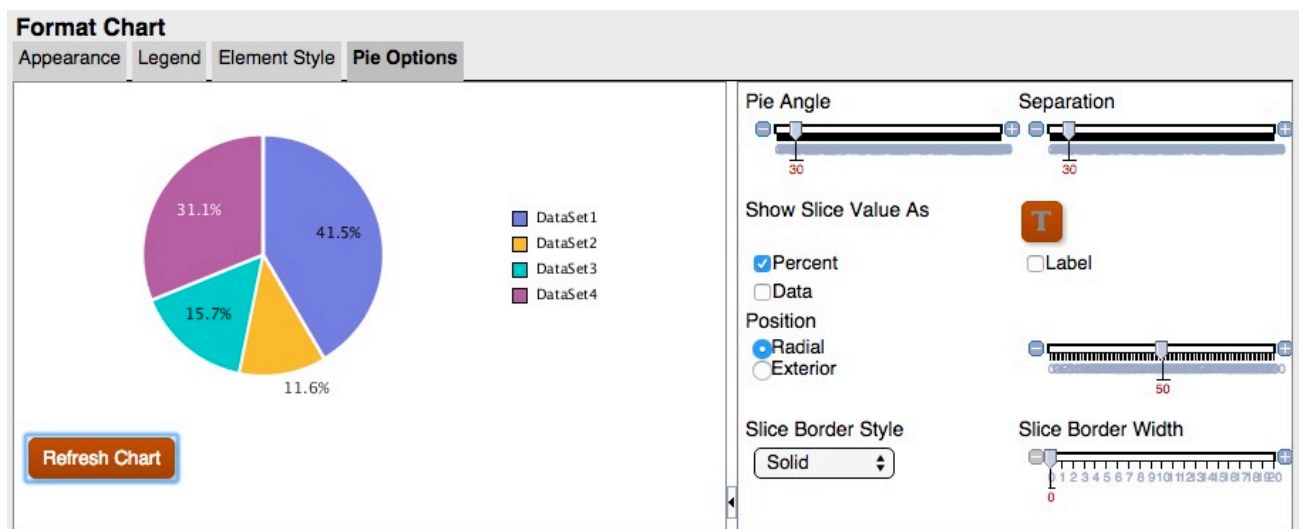 Format Chart
Appearance Legend Element Style Pie Options
31.1%
41.5%
15.7%
11.6%
DataSet1
DataSet2
DataSet3
DataSet4
Refresh Chart
Pie Angle Separation
30 30
Show Slice Value As
T
Percent Label
Data
Position
Radial
Exterior
50
Slice Border Style Slice Border Width
Solid
0 1 2 3 4 5 6 7 8 9 10 11 12 13 14 15 16 17 18 19 20
0